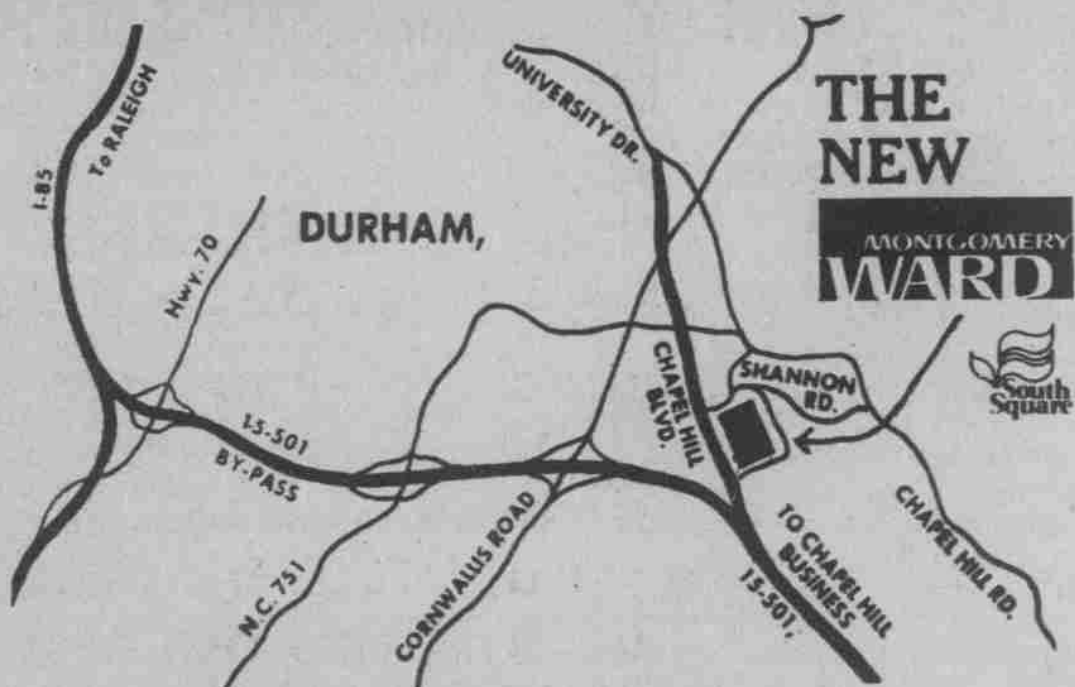 THE
NEW
MONTGOMERY
WARD
South
Square
UNIVERSITY DR.
I-85
To RALEIGH
Hwy. 70
DURHAM,
CHAPEL HILL
BLVD.
SHANNON
RD.
15-501
BY-PASS
N.C. 751
CORNWALLIS ROAD
TO CHAPEL HILL
BUSINESS
15-501,
CHAPEL HILL RD.